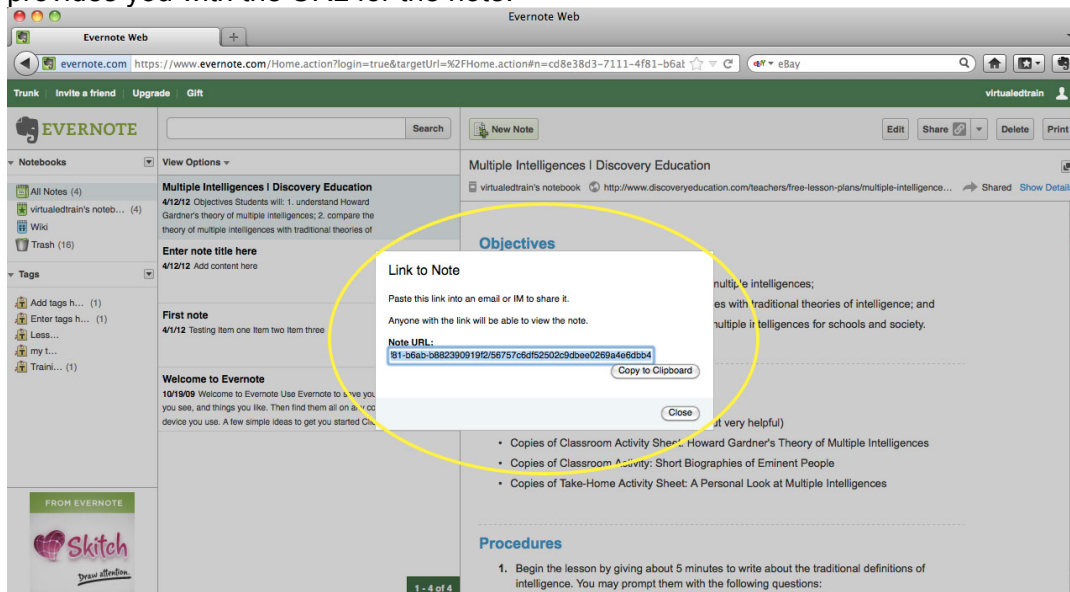 provides you with the URL for the note.
Evernote Web
Evernote Web
evernote.com https://www.evernote.com/Home.action?login=true&targetUrl=%2FHome.action#n=cd8e38d3-7111-4f81-b6ab eBay
Trunk Invite a friend Upgrade Gift virtualedtrain
EVERNOTE Search New Note Edit Share Delete Print
Notebooks
All Notes (4)
virtualedtrain's noteb... (4)
Wiki
Trash (16)
Tags
Add tags h... (1)
Enter tags h... (1)
Less...
my t...
Traini... (1)
FROM EVERNOTE
Skitch
Draw attention.
View Options
Multiple Intelligences | Discovery Education
4/12/12 Objectives Students will: 1. understand Howard
Gardner's theory of multiple intelligences; 2. compare the
theory of multiple intelligences with traditional theories of
Enter note title here
4/12/12 Add content here
First note
4/1/12 Testing Item one Item two Item three
Welcome to Evernote
10/19/09 Welcome to Evernote Use Evernote to save you
you see, and things you like. Then find them all on any co
device you use. A few simple ideas to get you started Clic
1 - 4 of 4
Multiple Intelligences | Discovery Education
virtualedtrain's notebook http://www.discoveryeducation.com/teachers/free-lesson-plans/multiple-intelligence... Shared Show Details
Objectives
multiple intelligences;
es with traditional theories of intelligence; and
multiple intelligences for schools and society.
Link to Note
Paste this link into an email or IM to share it.
Anyone with the link will be able to view the note.
Note URL:
81-b6ab-b882390919f2/56757c6df52502c9dbee0269a4e6dbb4
Copy to Clipboard
Close
ut very helpful)
• Copies of Classroom Activity Sheet: Howard Gardner's Theory of Multiple Intelligences
• Copies of Classroom Activity: Short Biographies of Eminent People
• Copies of Take-Home Activity Sheet: A Personal Look at Multiple Intelligences
Procedures
1. Begin the lesson by giving about 5 minutes to write about the traditional definitions of
intelligence. You may prompt them with the following questions: